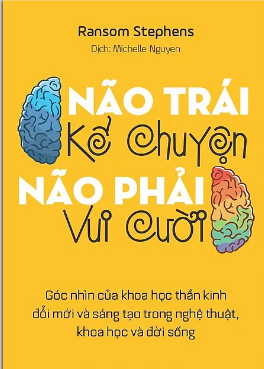 Ransom Stephens
Dịch: Michelle Nguyen
NÃO TRÁI
Kể Chuyện
NÃO PHẢI
Vui Cười
Góc nhìn của khoa học thần kinh
đổi mới và sáng tạo trong nghệ thuật,
khoa học và đời sống